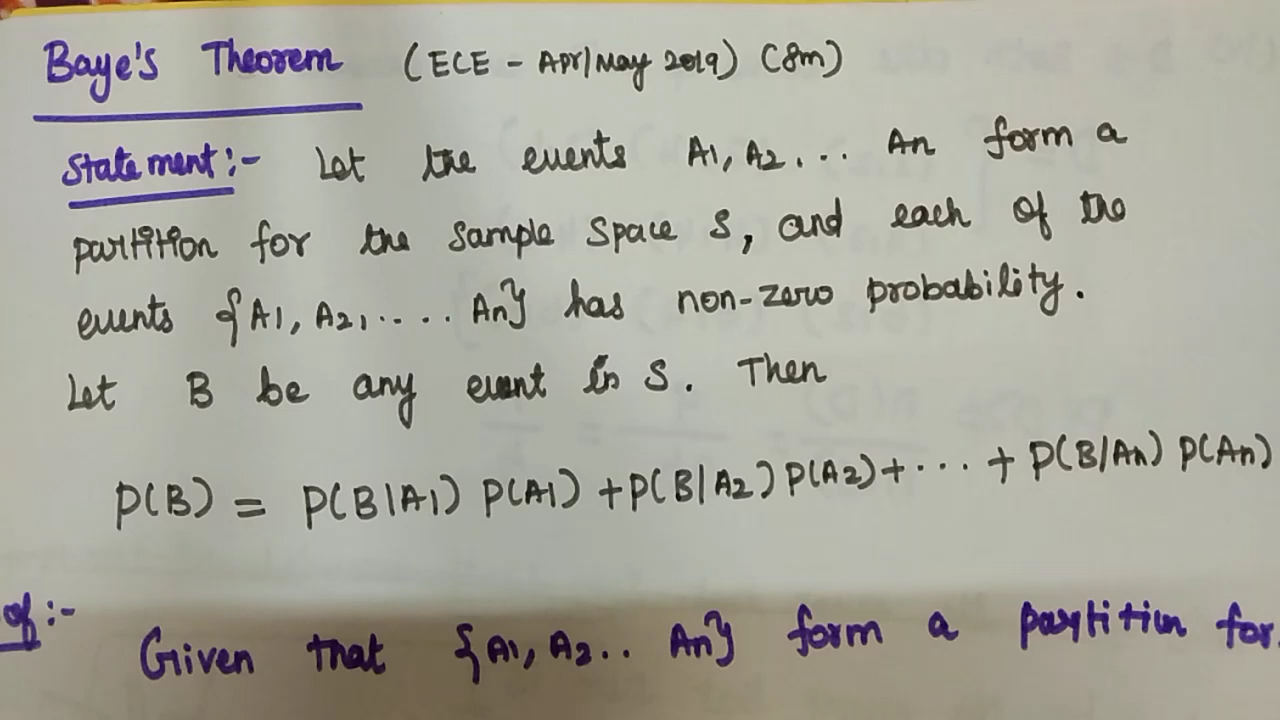 Baye's Theorem (ECE - Apr/May 2019) (8m)
Statement:- Let the events A1, A2, ... An form a
partition for the sample space S, and each of the
events {A1, A2, ..... An} has non-zero probability.
Let B be any event in S. Then
P(B) = P(B|A1) P(A1) + P(B|A2) P(A2) + ... + P(B/An) P(An)
of:-
Given that {A1, A2.. An} form a partition for